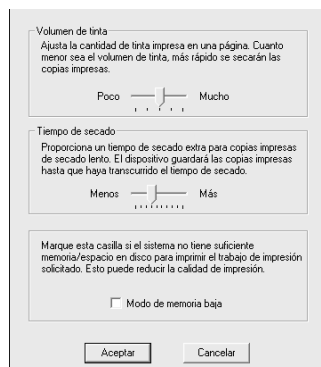 Volumen de tinta
Ajusta la cantidad de tinta impresa en una página. Cuanto
menor sea el volumen de tinta, más rápido se secarán las
copias impresas.
Poco Mucho
Tiempo de secado
Proporciona un tiempo de secado extra para copias impresas
de secado lento. El dispositivo guardará las copias impresas
hasta que haya transcurrido el tiempo de secado.
Menos Más
Marque esta casilla si el sistema no tiene suficiente
memoria/espacio en disco para imprimir el trabajo de impresión
solicitado. Esto puede reducir la calidad de impresión.
Modo de memoria baja
Aceptar Cancelar